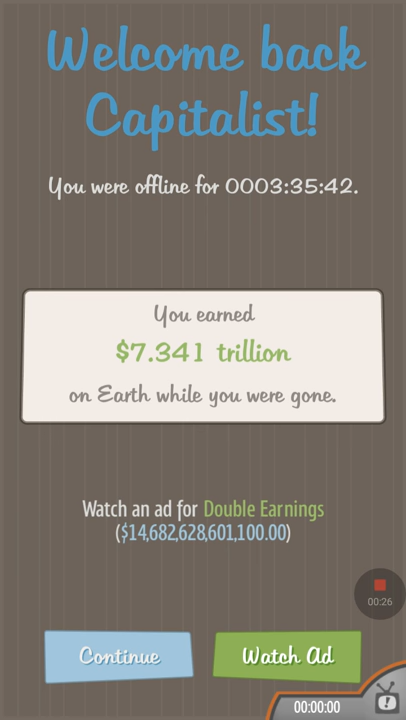 Welcome back
Capitalist!
You were offline for 0003:35:42.
You earned
$7.341 trillion
on Earth while you were gone.
Watch an ad for Double Earnings
($14,682,628,601,100.00)
00:26
Continue
Watch Ad
00:00:00